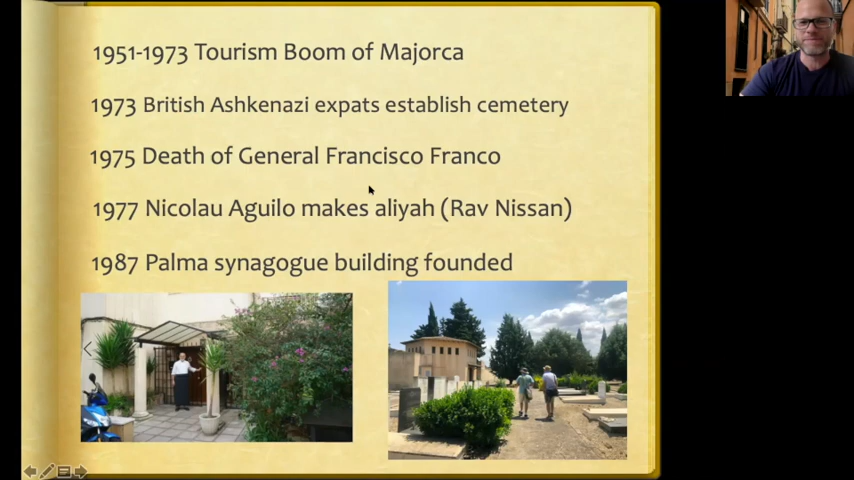 1951-1973 Tourism Boom of Majorca
1973 British Ashkenazi expats establish cemetery
1975 Death of General Francisco Franco
1977 Nicolau Aguilo makes aliyah (Rav Nissan)
1987 Palma synagogue building founded